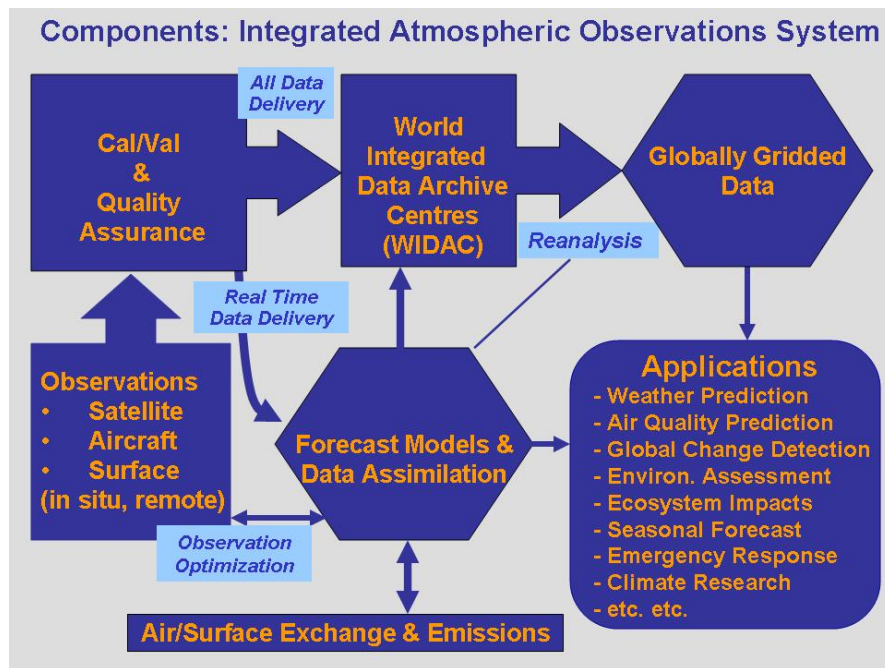 Components: Integrated Atmospheric Observations System
All Data
Delivery
Cal/Val
&
Quality
Assurance
World
Integrated
Data Archive
Centres
(WIDAC)
Globally Gridded
Data
Reanalysis
Real Time
Data Delivery
Observations
• Satellite
• Aircraft
• Surface
(in situ, remote)
Forecast Models &
Data Assimilation
Applications
- Weather Prediction
- Air Quality Prediction
- Global Change Detection
- Environ. Assessment
- Ecosystem Impacts
- Seasonal Forecast
- Emergency Response
- Climate Research
- etc. etc.
Observation
Optimization
Air/Surface Exchange & Emissions